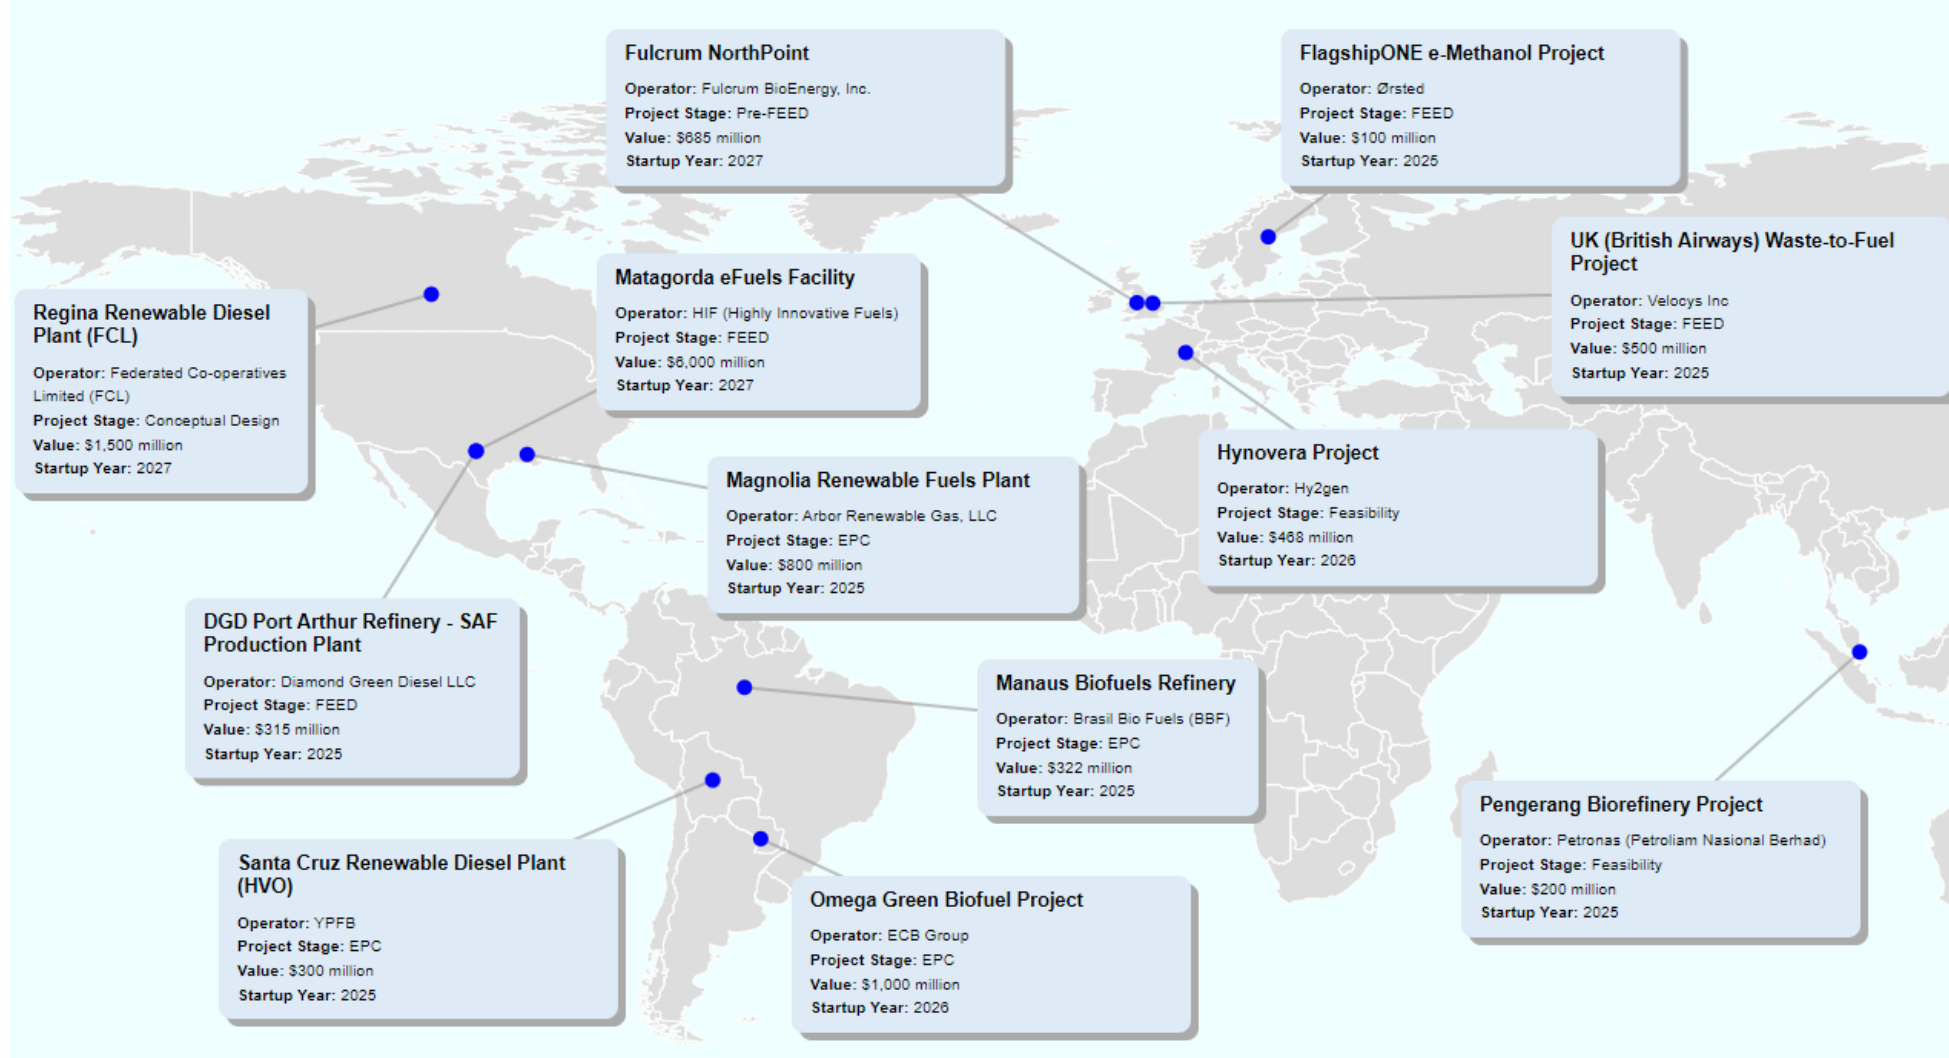 Fulcrum NorthPoint
Operator: Fulcrum BioEnergy, Inc.
Project Stage: Pre-FEED
Value: $685 million
Startup Year: 2027
FlagshipONE e-Methanol Project
Operator: Ørsted
Project Stage: FEED
Value: $100 million
Startup Year: 2025
UK (British Airways) Waste-to-Fuel
Project
Operator: Velocys Inc
Project Stage: FEED
Value: $500 million
Startup Year: 2025
Matagorda eFuels Facility
Operator: HIF (Highly Innovative Fuels)
Project Stage: FEED
Value: $6,000 million
Startup Year: 2027
Regina Renewable Diesel
Plant (FCL)
Operator: Federated Co-operatives
Limited (FCL)
Project Stage: Conceptual Design
Value: $1,500 million
Startup Year: 2027
Hynovera Project
Operator: Hy2gen
Project Stage: Feasibility
Value: $468 million
Startup Year: 2026
Magnolia Renewable Fuels Plant
Operator: Arbor Renewable Gas, LLC
Project Stage: EPC
Value: $800 million
Startup Year: 2025
DGD Port Arthur Refinery - SAF
Production Plant
Operator: Diamond Green Diesel LLC
Project Stage: FEED
Value: $315 million
Startup Year: 2025
Manaus Biofuels Refinery
Operator: Brasil Bio Fuels (BBF)
Project Stage: EPC
Value: $322 million
Startup Year: 2025
Pengerang Biorefinery Project
Operator: Petronas (Petroliam Nasional Berhad)
Project Stage: Feasibility
Value: $200 million
Startup Year: 2025
Santa Cruz Renewable Diesel Plant
(HVO)
Operator: YPFB
Project Stage: EPC
Value: $300 million
Startup Year: 2025
Omega Green Biofuel Project
Operator: ECB Group
Project Stage: EPC
Value: $1,000 million
Startup Year: 2026